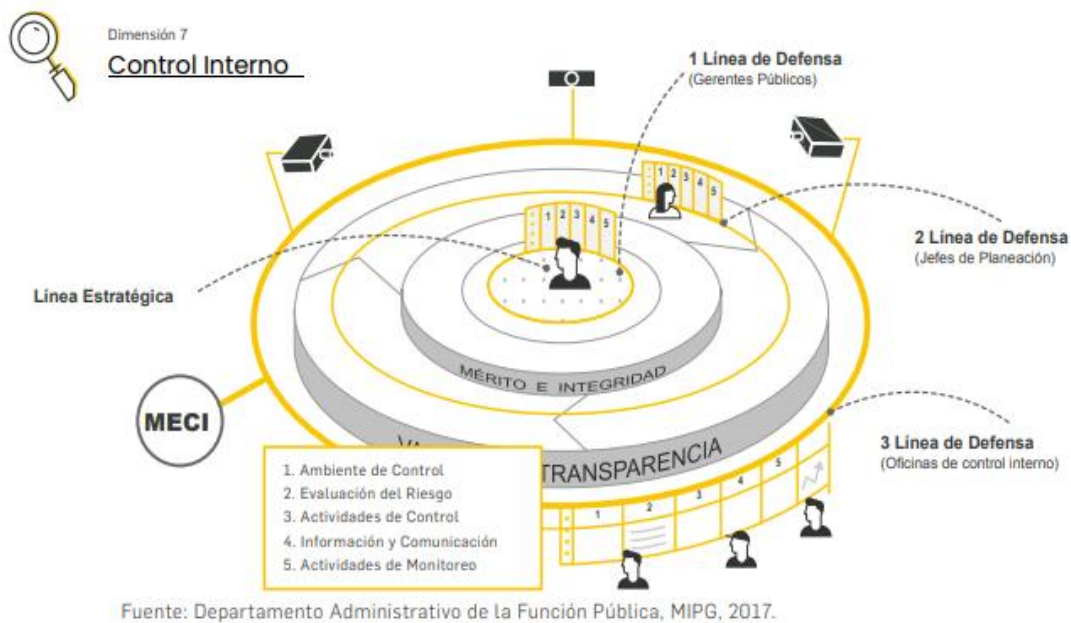 Dimensión 7
Control Interno
1 Línea de Defensa
(Gerentes Públicos)
1 2 3 4 5
1 2 3 4 5
2 Línea de Defensa
(Jefes de Planeación)
Línea Estratégica
MÉRITO E INTEGRIDAD
MECI
TRANSPARENCIA
3 Línea de Defensa
(Oficinas de control interno)
1. Ambiente de Control
2. Evaluación del Riesgo
3. Actividades de Control
4. Información y Comunicación
5. Actividades de Monitoreo
1 2 3 4 5
Fuente: Departamento Administrativo de la Función Pública, MIPG, 2017.